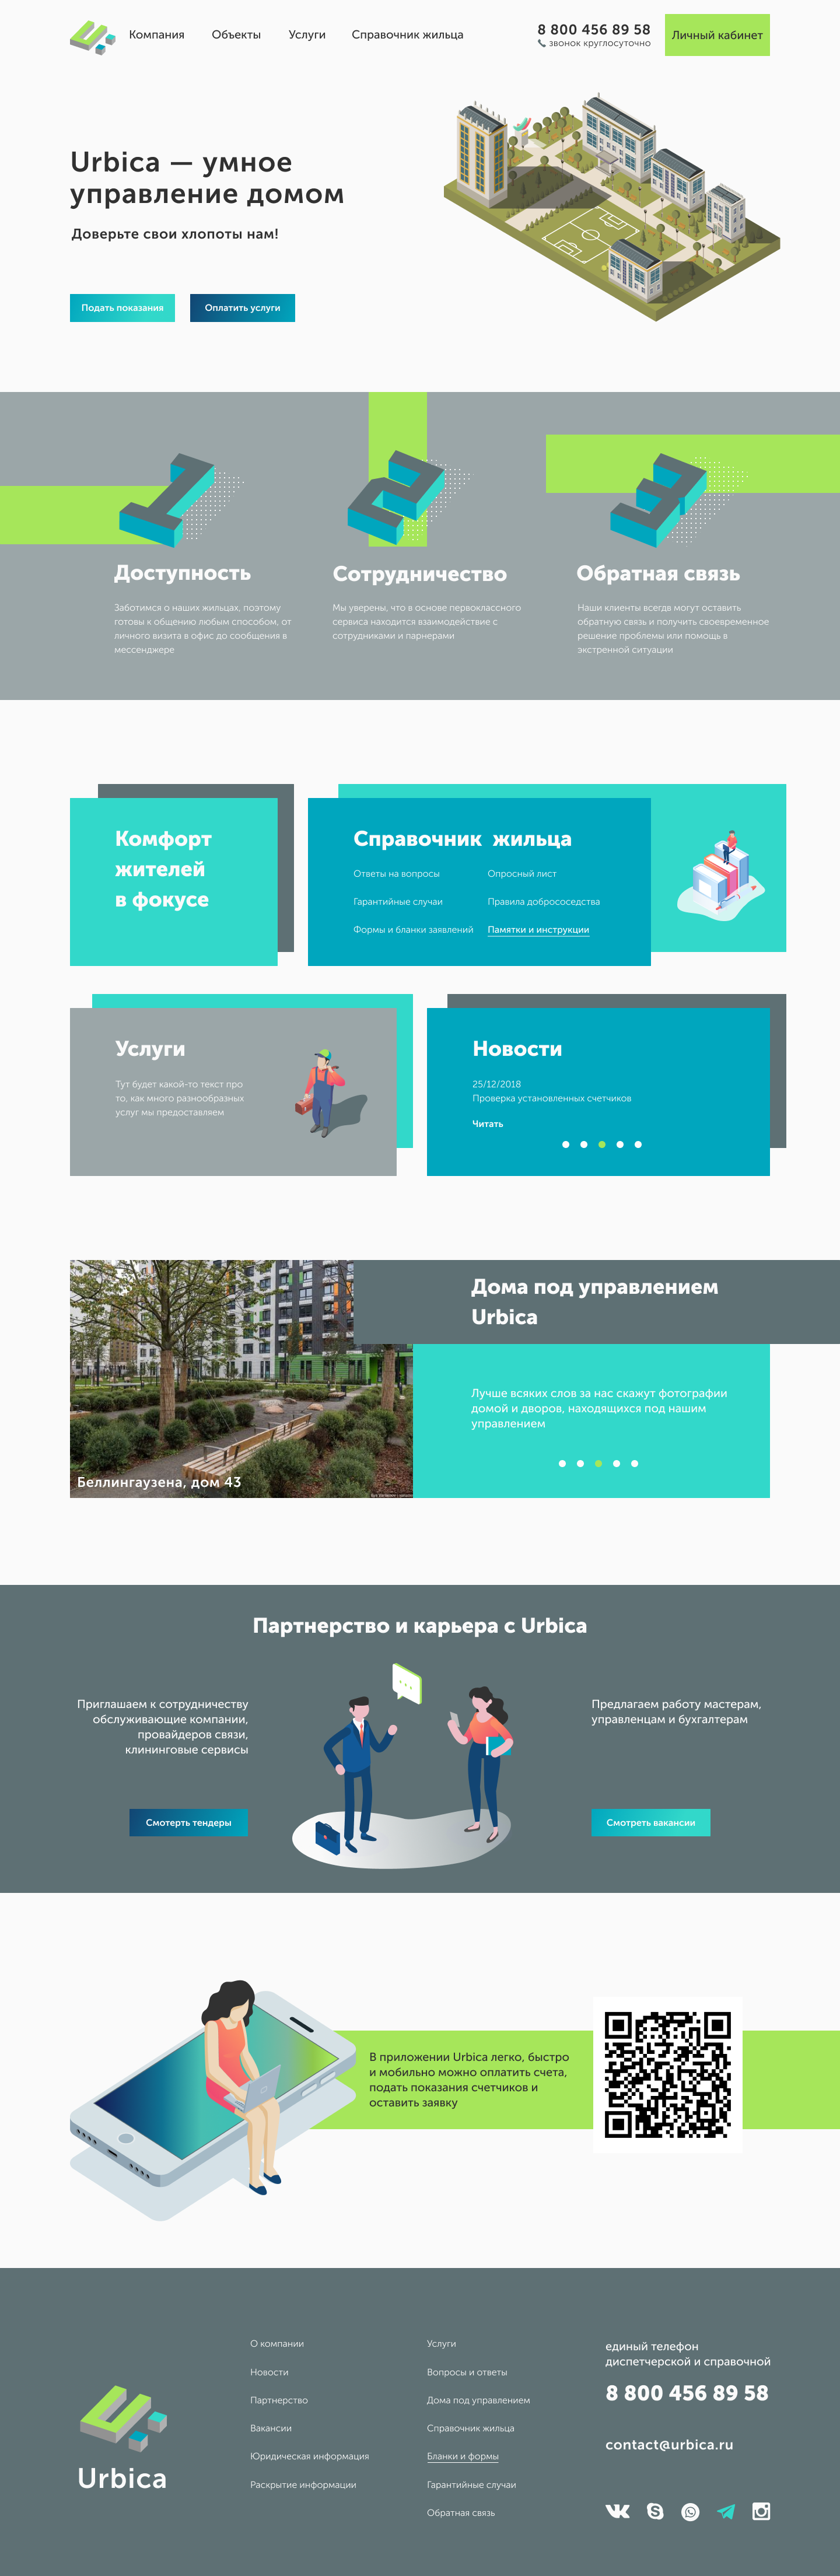 Компания Объекты Услуги Справочник жильца
8 800 456 89 58
звонок круглосуточно
Личный кабинет
Urbica — умное
управление домом
Доверьте свои хлопоты нам!
Подать показания
Оплатить услуги
1
Доступность
Заботимся о наших жильцах, поэтому
готовы к общению любым способом, от
личного визита в офис до сообщения в
мессенджере
2
Сотрудничество
Мы уверены, что в основе первоклассного
сервиса находится взаимодействие с
сотрудниками и парнерами
3
Обратная связь
Наши клиенты всегдв могут оставить
обратную связь и получить своевременное
решение проблемы или помощь в
экстренной ситуации
Комфорт
жителей
в фокусе
Справочник жильца
Ответы на вопросы
Гарантийные случаи
Формы и бланки заявлений
Опросный лист
Правила добрососедства
Памятки и инструкции
Услуги
Тут будет какой-то текст про
то, как много разнообразных
услуг мы предоставляем
Новости
25/12/2018
Проверка установленных счетчиков
Читать
Дома под управлением
Urbica
Лучше всяких слов за нас скажут фотографии
домой и дворов, находящихся под нашим
управлением
Беллингаузена, дом 43
Партнерство и карьера с Urbica
Приглашаем к сотрудничеству
обслуживающие компании,
провайдеров связи,
клининговые сервисы
Смотерть тендеры
Предлагаем работу мастерам,
управленцам и бухгалтерам
Смотреть вакансии
В приложении Urbica легко, быстро
и мобильно можно оплатить счета,
подать показания счетчиков и
оставить заявку
Urbica
О компании
Новости
Партнерство
Вакансии
Юридическая информация
Раскрытие информации
Услуги
Вопросы и ответы
Дома под управлением
Справочник жильца
Бланки и формы
Гарантийные случаи
Обратная связь
единый телефон
диспетчерской и справочной
8 800 456 89 58
contact@urbica.ru